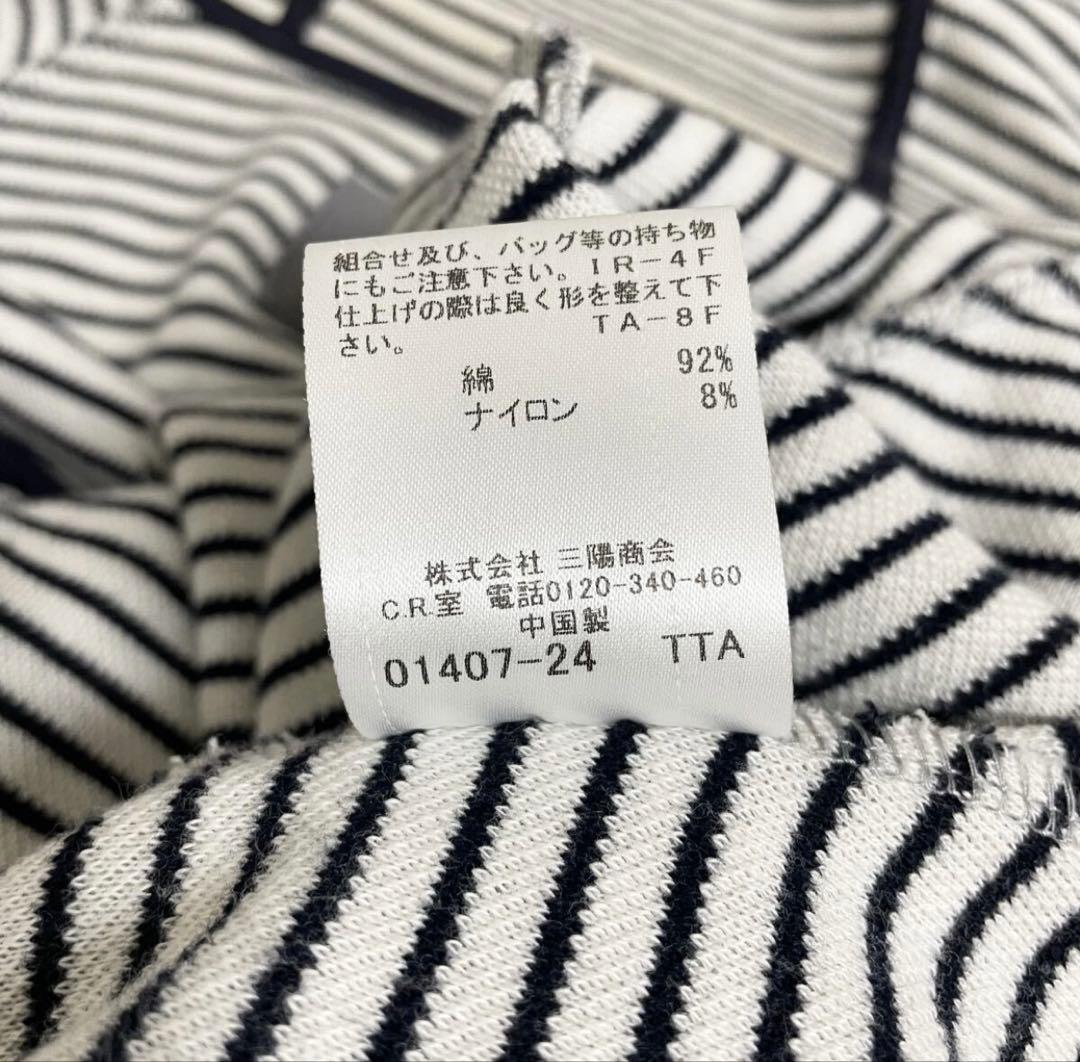 組合せ及び、バッグ等の持ち物
にもご注意下さい。IR-4F
仕上げの際は良く形を整えて下
さい。 TA-8F
綿 92%
ナイロン 8%
株式会社 三陽商会
C.R.室 電話0120-340-460
中国製
01407-24 TTA